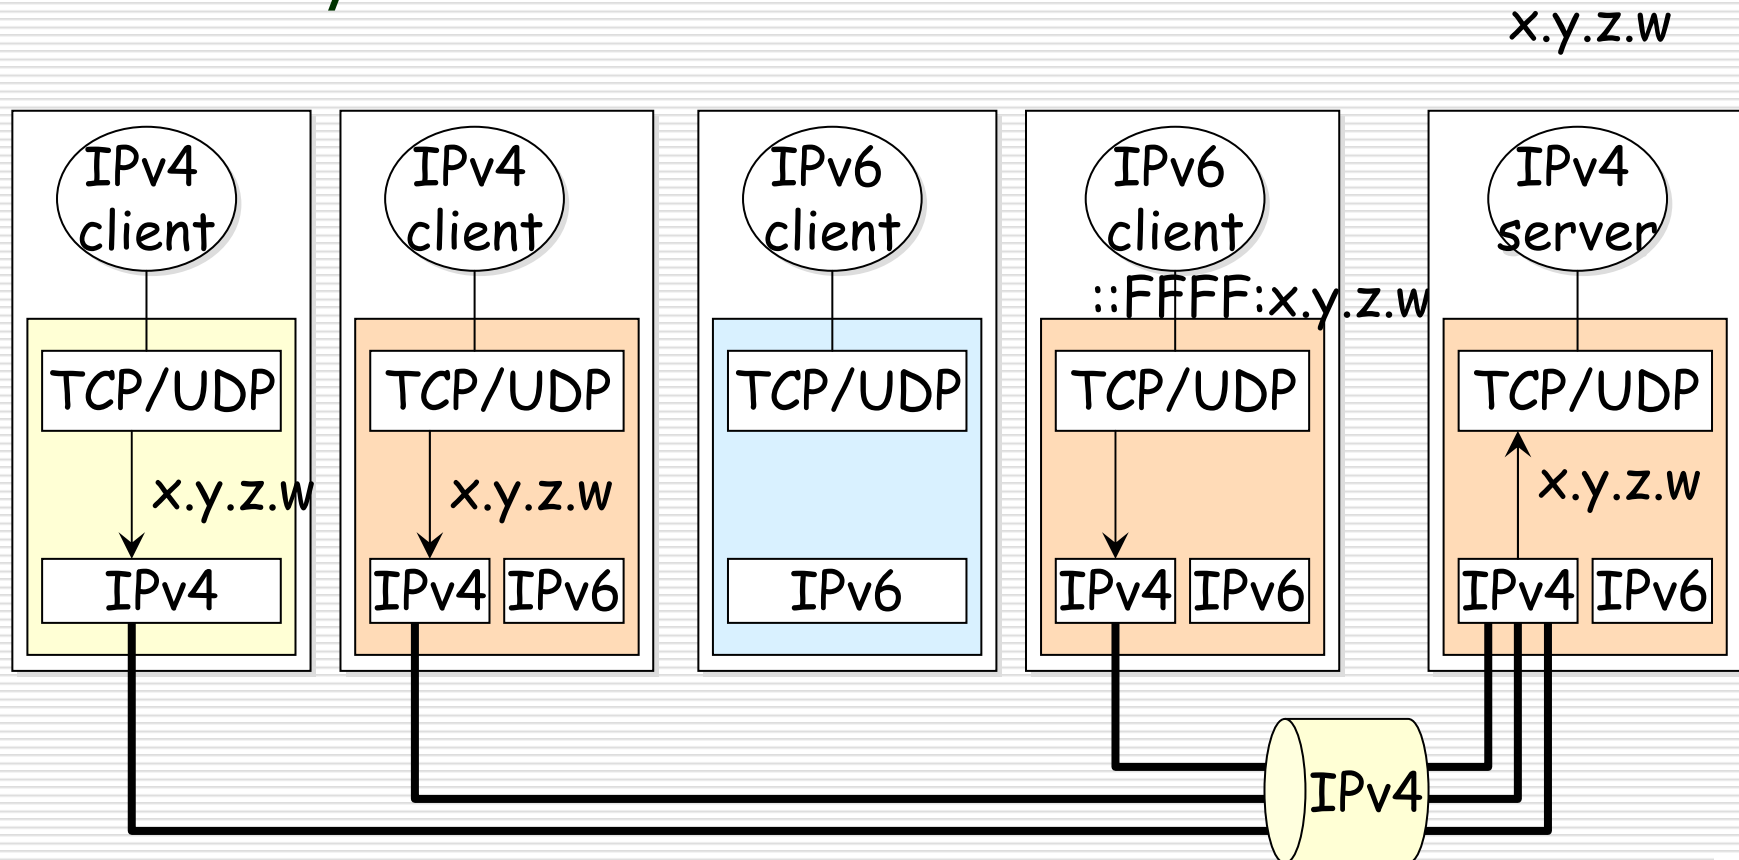 x.y.z.w
IPv4
client
IPv4
client
IPv6
client
IPv6
client
IPv4
server
::FFFF:x.y.z.w
TCP/UDP
TCP/UDP
TCP/UDP
TCP/UDP
TCP/UDP
x.y.z.w
x.y.z.w
x.y.z.w
IPv4
IPv4
IPv6
IPv6
IPv4
IPv6
IPv4
IPv6
IPv4